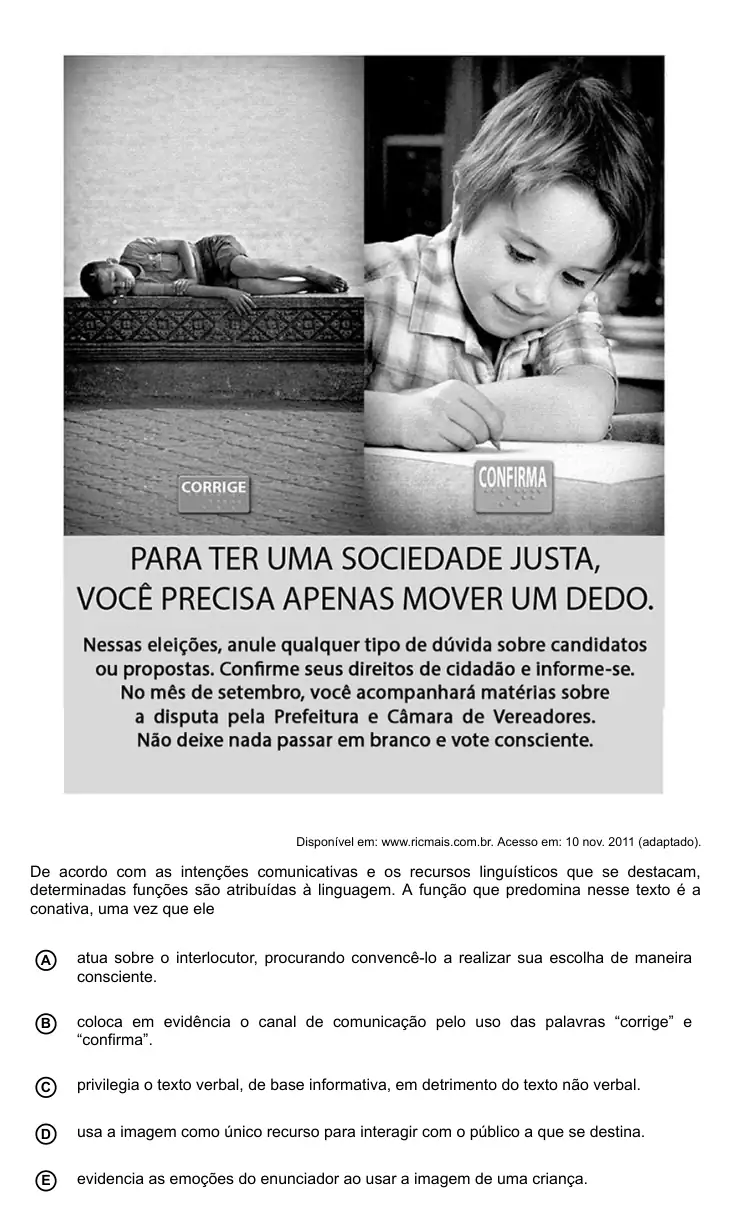 CORRIGE
CONFIRMA
PARA TER UMA SOCIEDADE JUSTA,
VOCÊ PRECISA APENAS MOVER UM DEDO.
Nessas eleições, anule qualquer tipo de dúvida sobre candidatos
ou propostas. Confirme seus direitos de cidadão e informe-se.
No mês de setembro, você acompanhará matérias sobre
a disputa pela Prefeitura e Câmara de Vereadores.
Não deixe nada passar em branco e vote consciente.
Disponível em: www.ricmais.com.br. Acesso em: 10 nov. 2011 (adaptado).
De acordo com as intenções comunicativas e os recursos linguísticos que se destacam,
determinadas funções são atribuídas à linguagem. A função que predomina nesse texto é a
conativa, uma vez que ele
A atua sobre o interlocutor, procurando convencê-lo a realizar sua escolha de maneira
consciente.
B coloca em evidência o canal de comunicação pelo uso das palavras “corrige” e
“confirma”.
C privilegia o texto verbal, de base informativa, em detrimento do texto não verbal.
D usa a imagem como único recurso para interagir com o público a que se destina.
E evidencia as emoções do enunciador ao usar a imagem de uma criança.